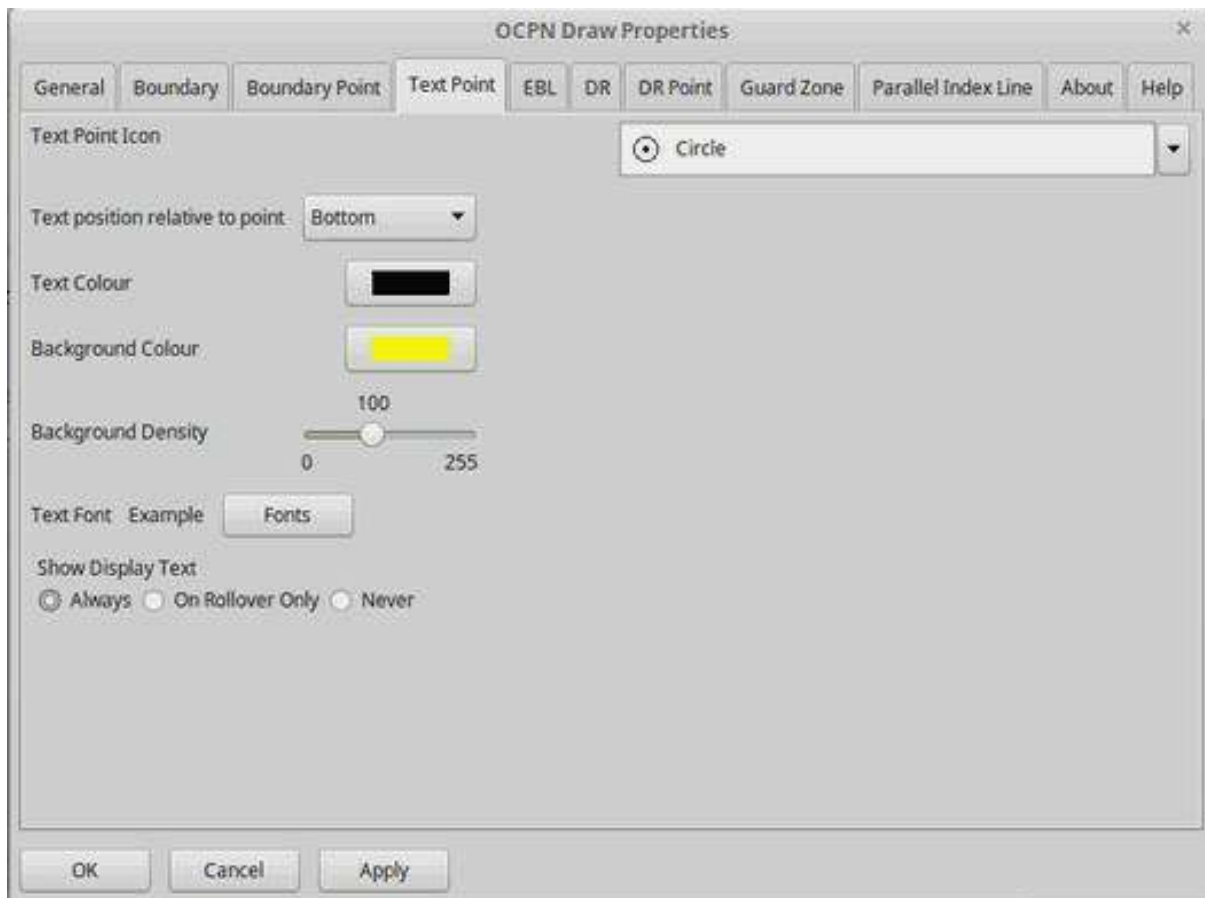 OCPN Draw Properties
General Boundary Boundary Point Text Point EBL DR DR Point Guard Zone Parallel Index Line About Help
Text Point Icon Circle
Text position relative to point Bottom
Text Colour
Background Colour
100
Background Density
0 255
Text Font Example Fonts
Show Display Text
Always On Rollover Only Never
OK Cancel Apply